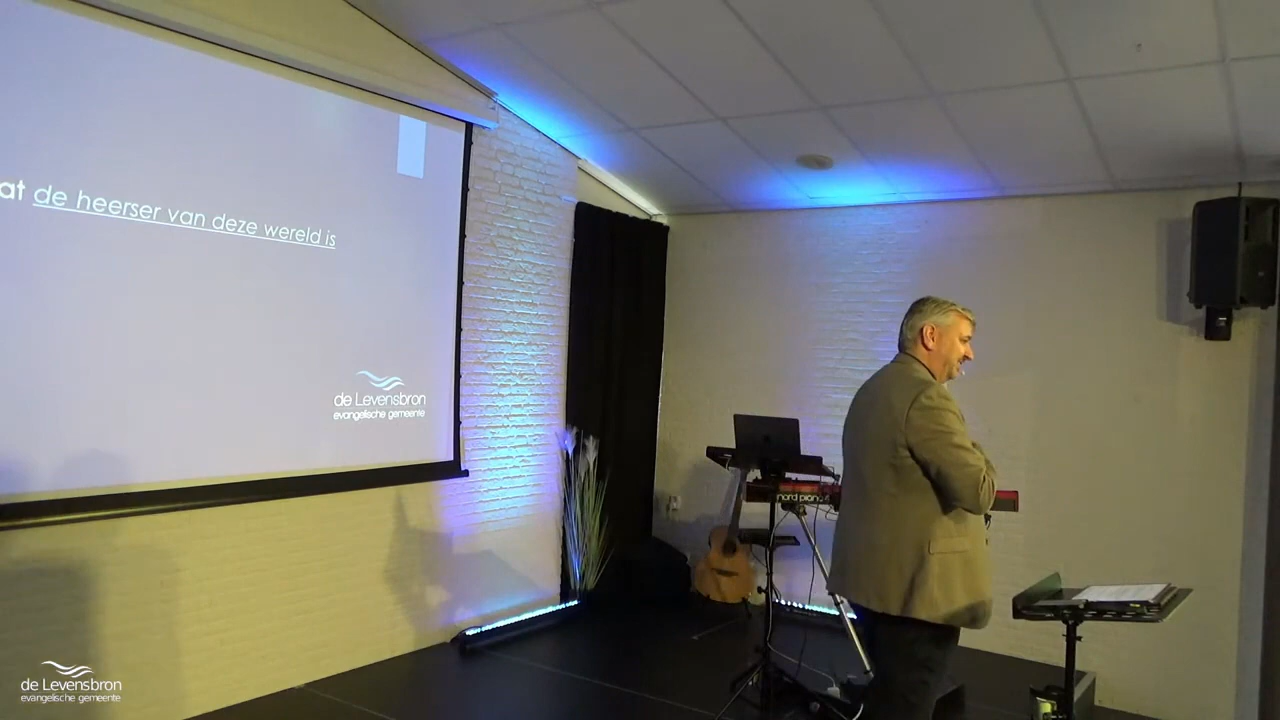 at de heerser van deze wereld is
de Levensbron
evangelische gemeente
nord piano
de Levensbron
evangelische gemeente